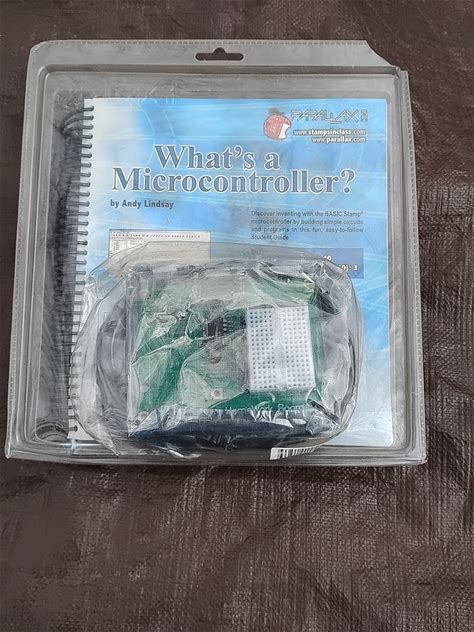 PARALLAX
www.stampsinclass.com
www.parallax.com
What's a
Microcontroller?
by Andy Lindsay
Discover inventing with the BASIC Stamp®
microcontroller by building simple circuits
and programs in this fun, easy-to-follow
Student Guide